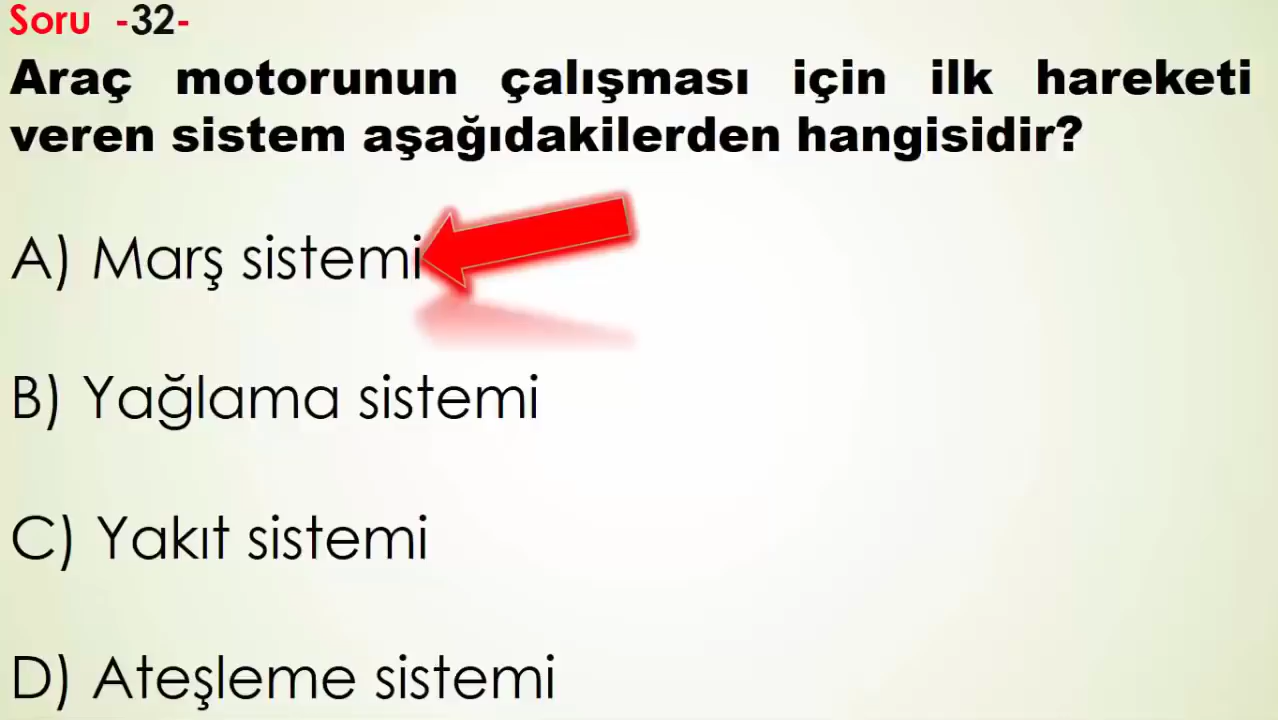 Soru -32-
Araç motorunun çalışması için ilk hareketi
veren sistem aşağıdakilerden hangisidir?
A) Marş sistemi
B) Yağlama sistemi
C) Yakıt sistemi
D) Ateşleme sistemi